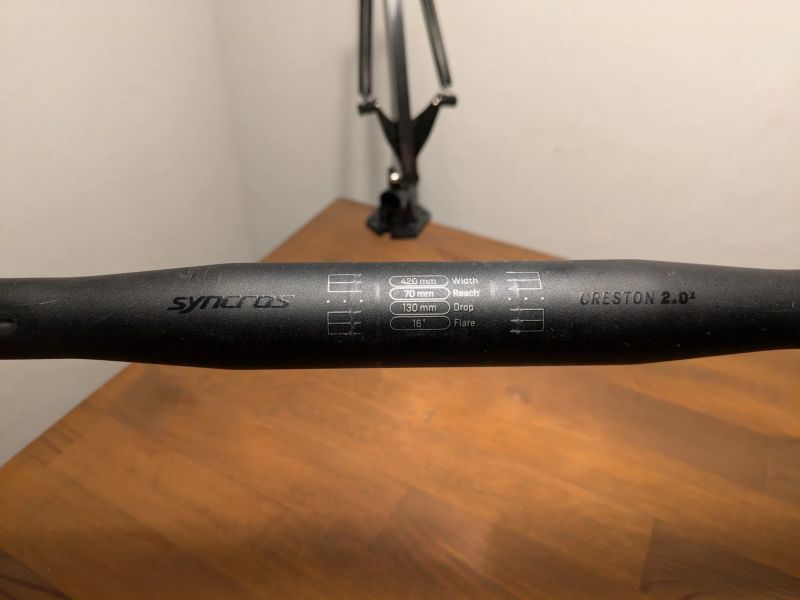 syncros
420 mm Width
70 mm Reach
130 mm Drop
16° Flare
CRESTON 2.0x